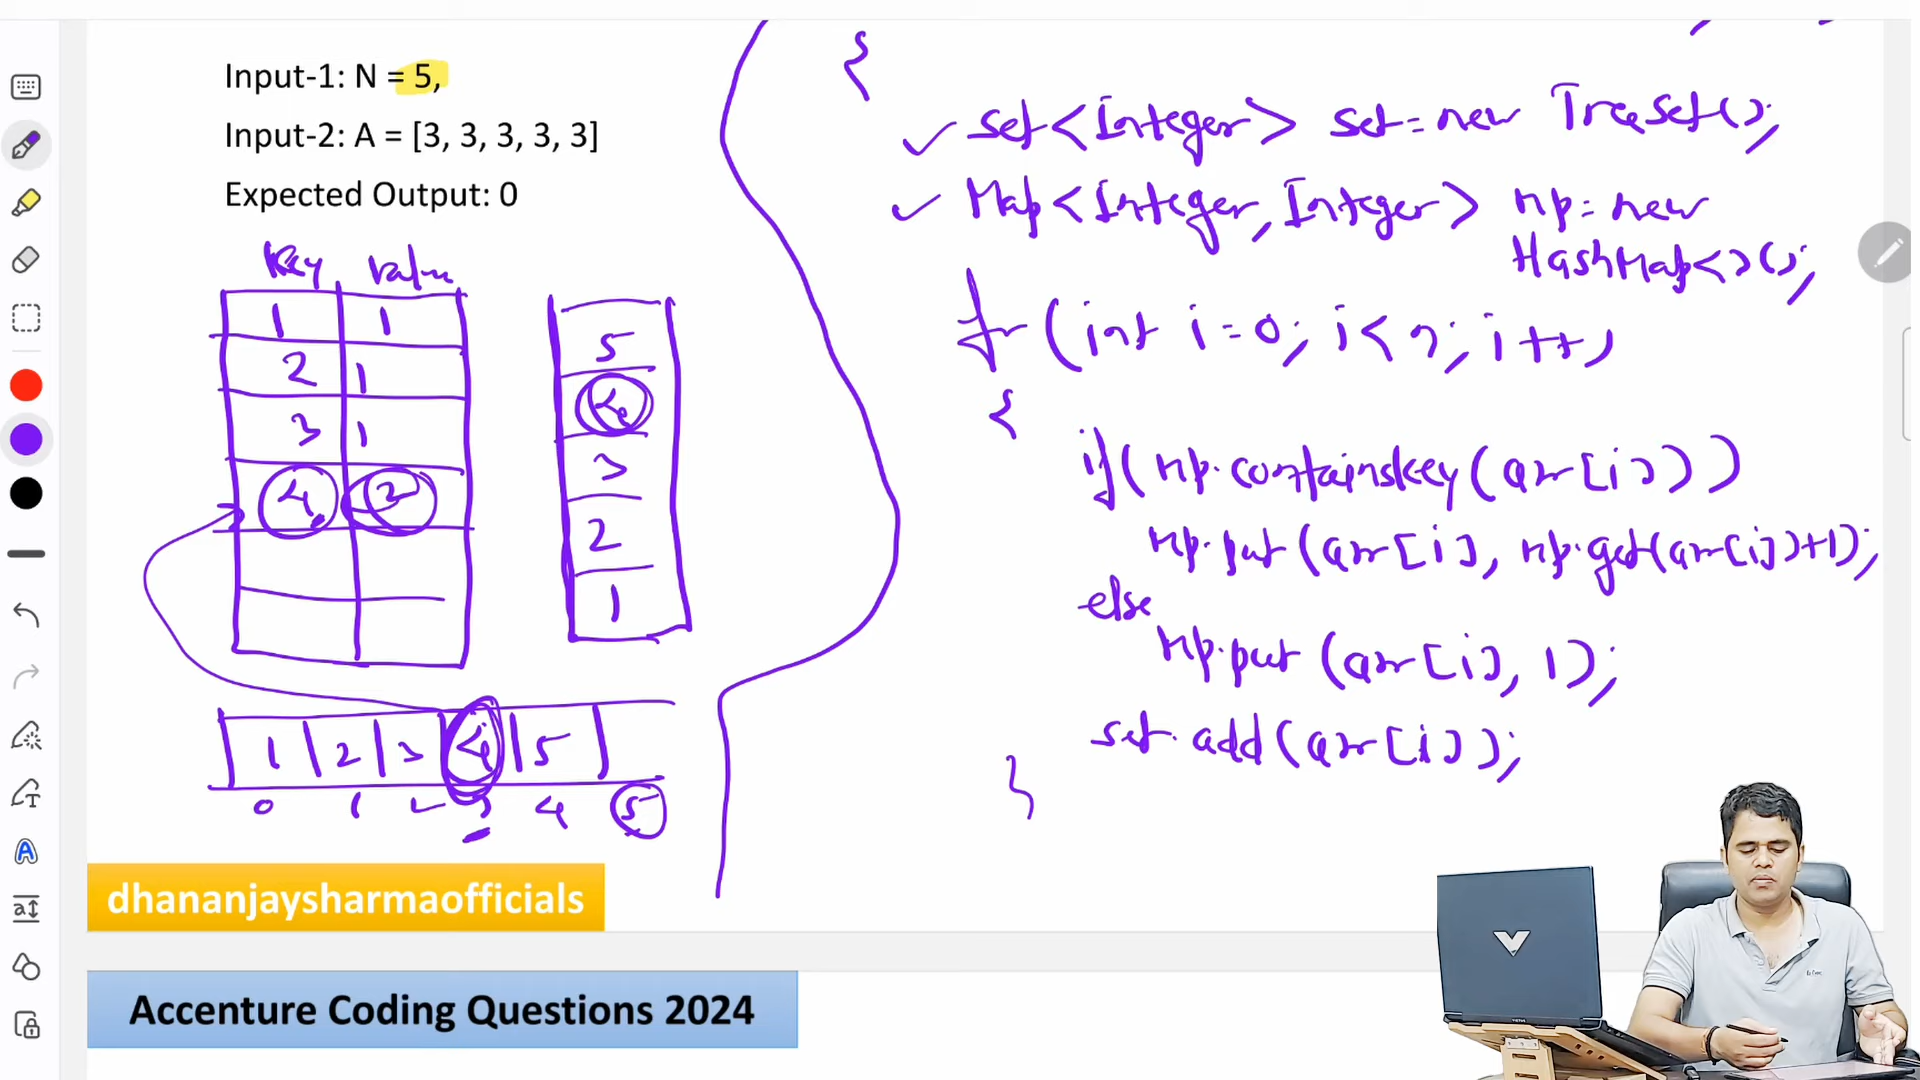 Input-1: N = 5,
Input-2: A = [3, 3, 3, 3, 3]
Expected Output: 0
Key value
1 1
2 1
3 1
4 2
5
4
3
2
1
1 2 3 4 5
0 1 2 3 4 5
{
set<Integer> set=new TreeSet();
Map<Integer, Integer> mp=new
HashMap<>();
for (int i=0; i<n; i++)
{
if(mp.containskey(arr[i]))
mp.put(arr[i], mp.get(arr[i])+1);
else
mp.put(arr[i], 1);
set.add(arr[i]);
}
dhananjaysharmaofficials
Accenture Coding Questions 2024